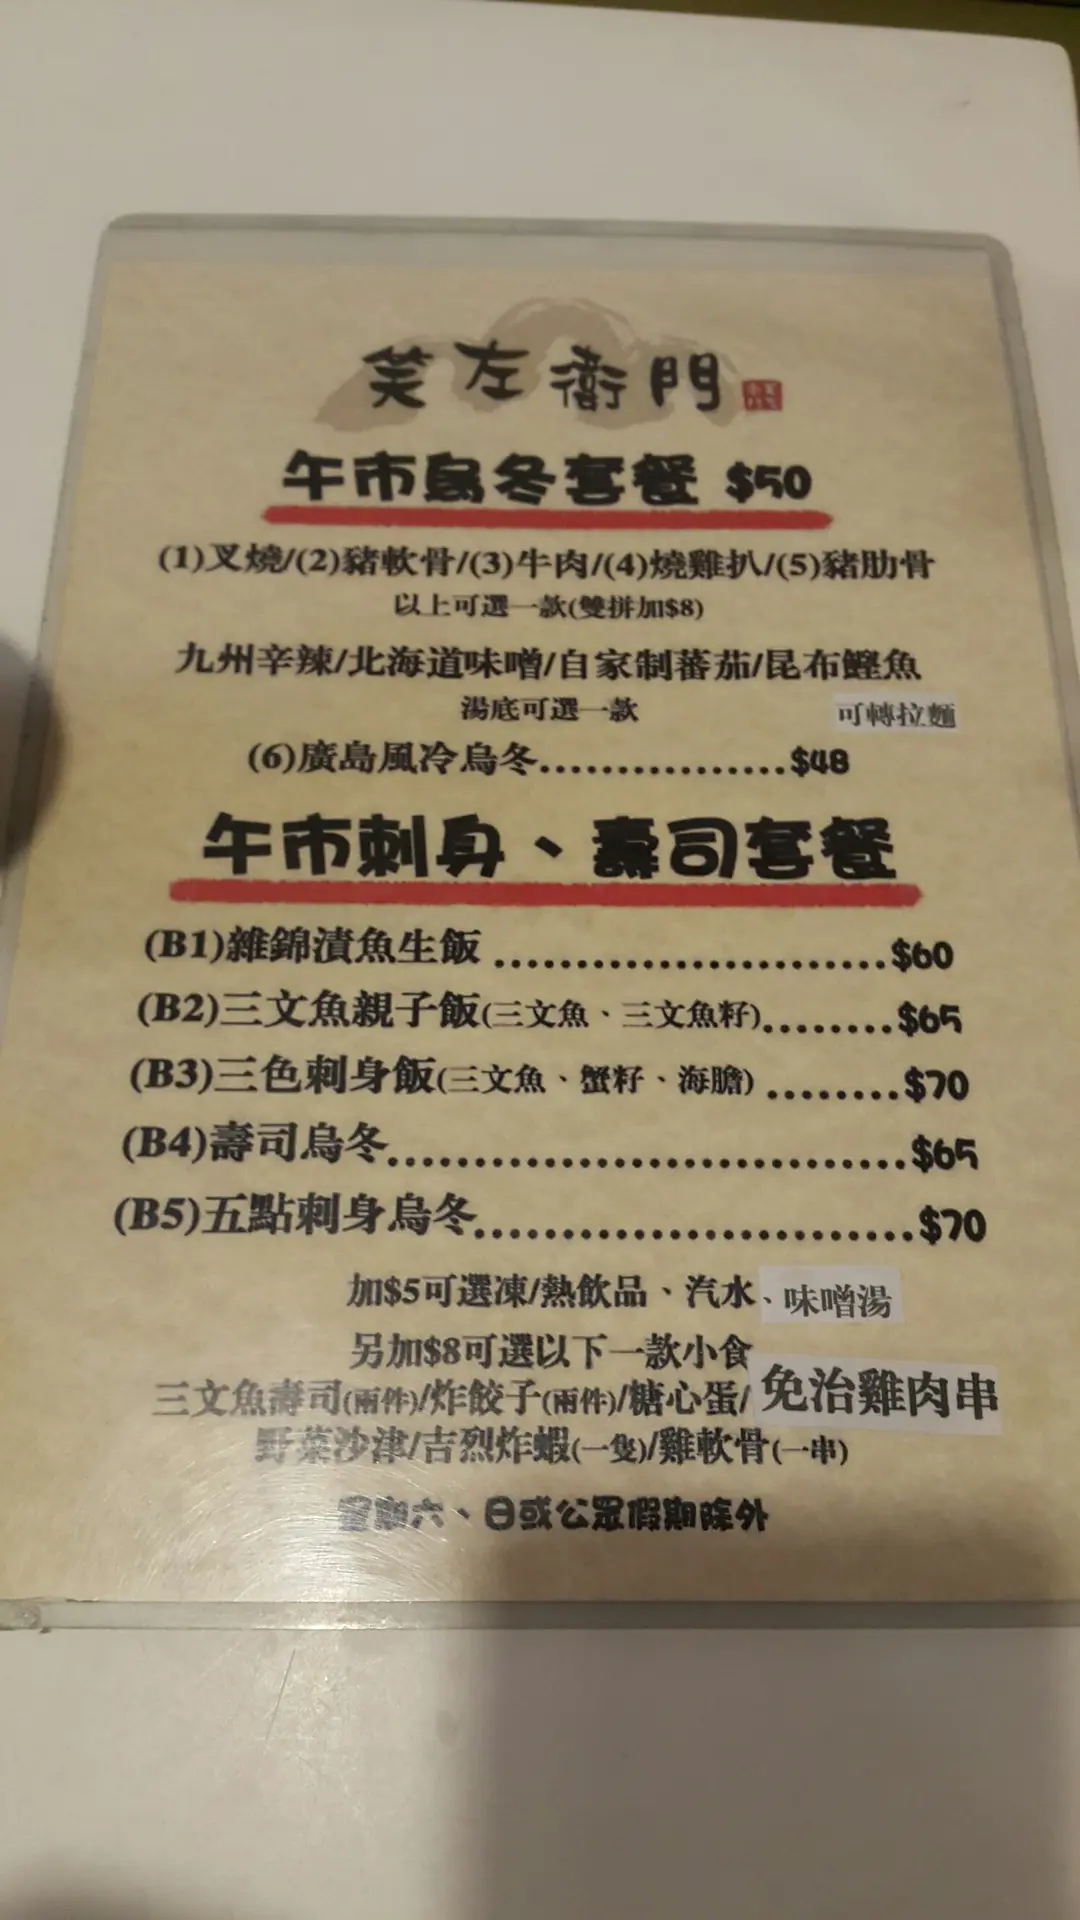 笑左衛門
午市烏冬套餐 $50
(1)叉燒/(2)豬軟骨/(3)牛肉/(4)燒雞扒/(5)豬肋骨
以上可選一款(雙拼加$8)
九州辛辣/北海道味噌/自家制蕃茄/昆布鰹魚
湯底可選一款 可轉拉麵
(6)廣島風冷烏冬................$48
午市刺身、壽司套餐
(B1)雜錦漬魚生飯 ........................$60
(B2)三文魚親子飯(三文魚、三文魚籽)........$65
(B3)三色刺身飯(三文魚、蟹籽、海膽) ........$70
(B4)壽司烏冬................................$65
(B5)五點刺身烏冬...........................$70
加$5可選凍/熱飲品、汽水、味噌湯
另加$8可選以下一款小食
三文魚壽司(兩件)/炸餃子(兩件)/糖心蛋/免治雞肉串
野菜沙津/吉烈炸蝦(一隻)/雞軟骨(一串)
星期六、日或公眾假期除外